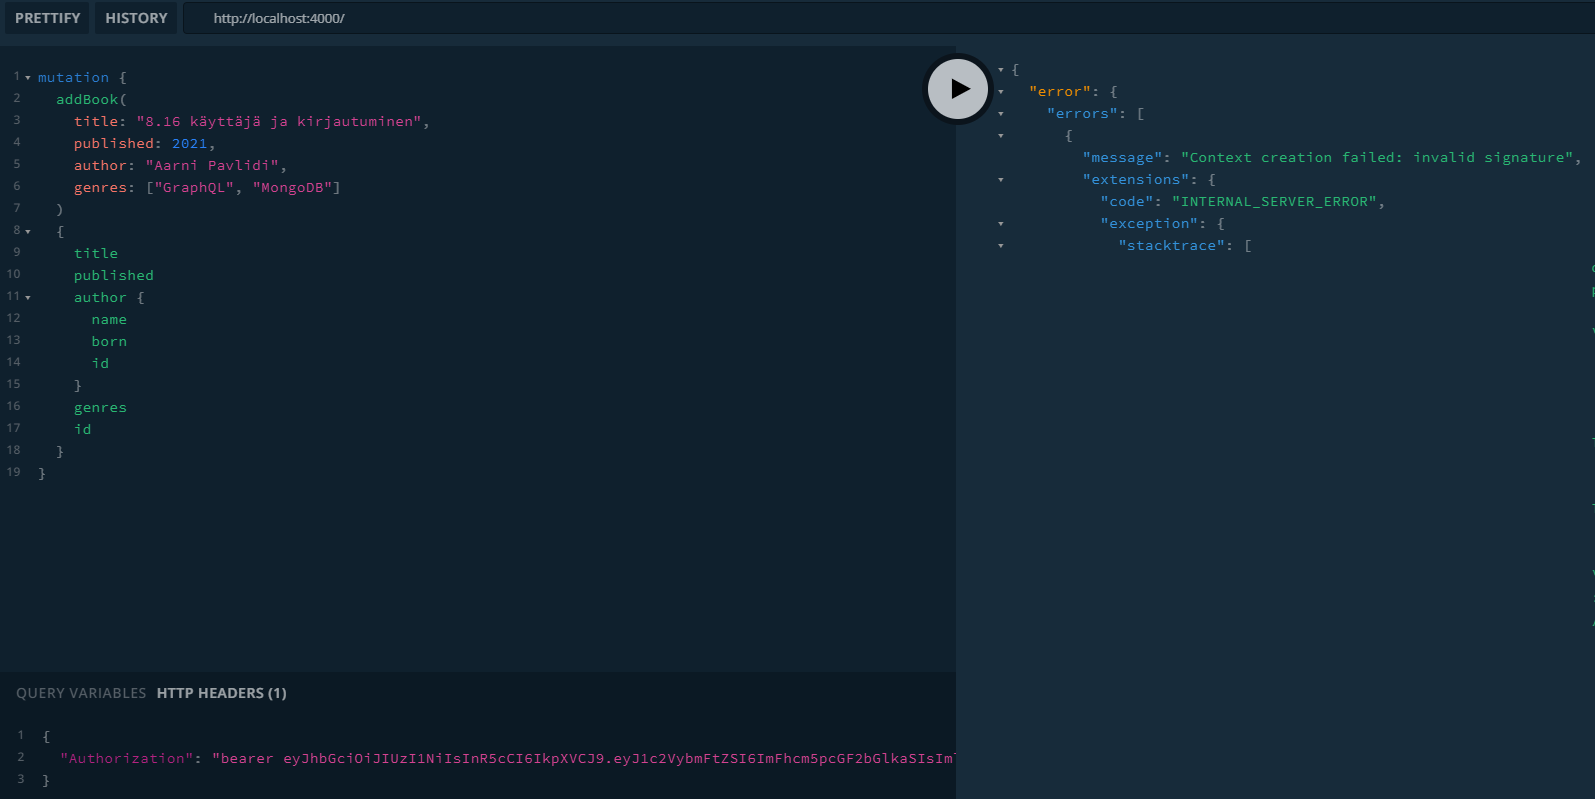 PRETTIFY HISTORY http://localhost:4000/
1 mutation {
2 addBook(
3 title: "8.16 käyttäjä ja kirjautuminen",
4 published: 2021,
5 author: "Aarni Pavlidi",
6 genres: ["GraphQL", "MongoDB"]
7 )
8 {
9 title
10 published
11 author {
12 name
13 born
14 id
15 }
16 genres
17 id
18 }
19 }
QUERY VARIABLES HTTP HEADERS (1)
1 {
2 "Authorization": "bearer eyJhbGciOiJIUzI1NiIsInR5cCI6IkpXVCJ9.eyJ1c2VybmFtZSI6ImFhcm5pcGF2bGlkaSIsIm
3 }
{
"error": {
"errors": [
{
"message": "Context creation failed: invalid signature",
"extensions": {
"code": "INTERNAL_SERVER_ERROR",
"exception": {
"stacktrace": [